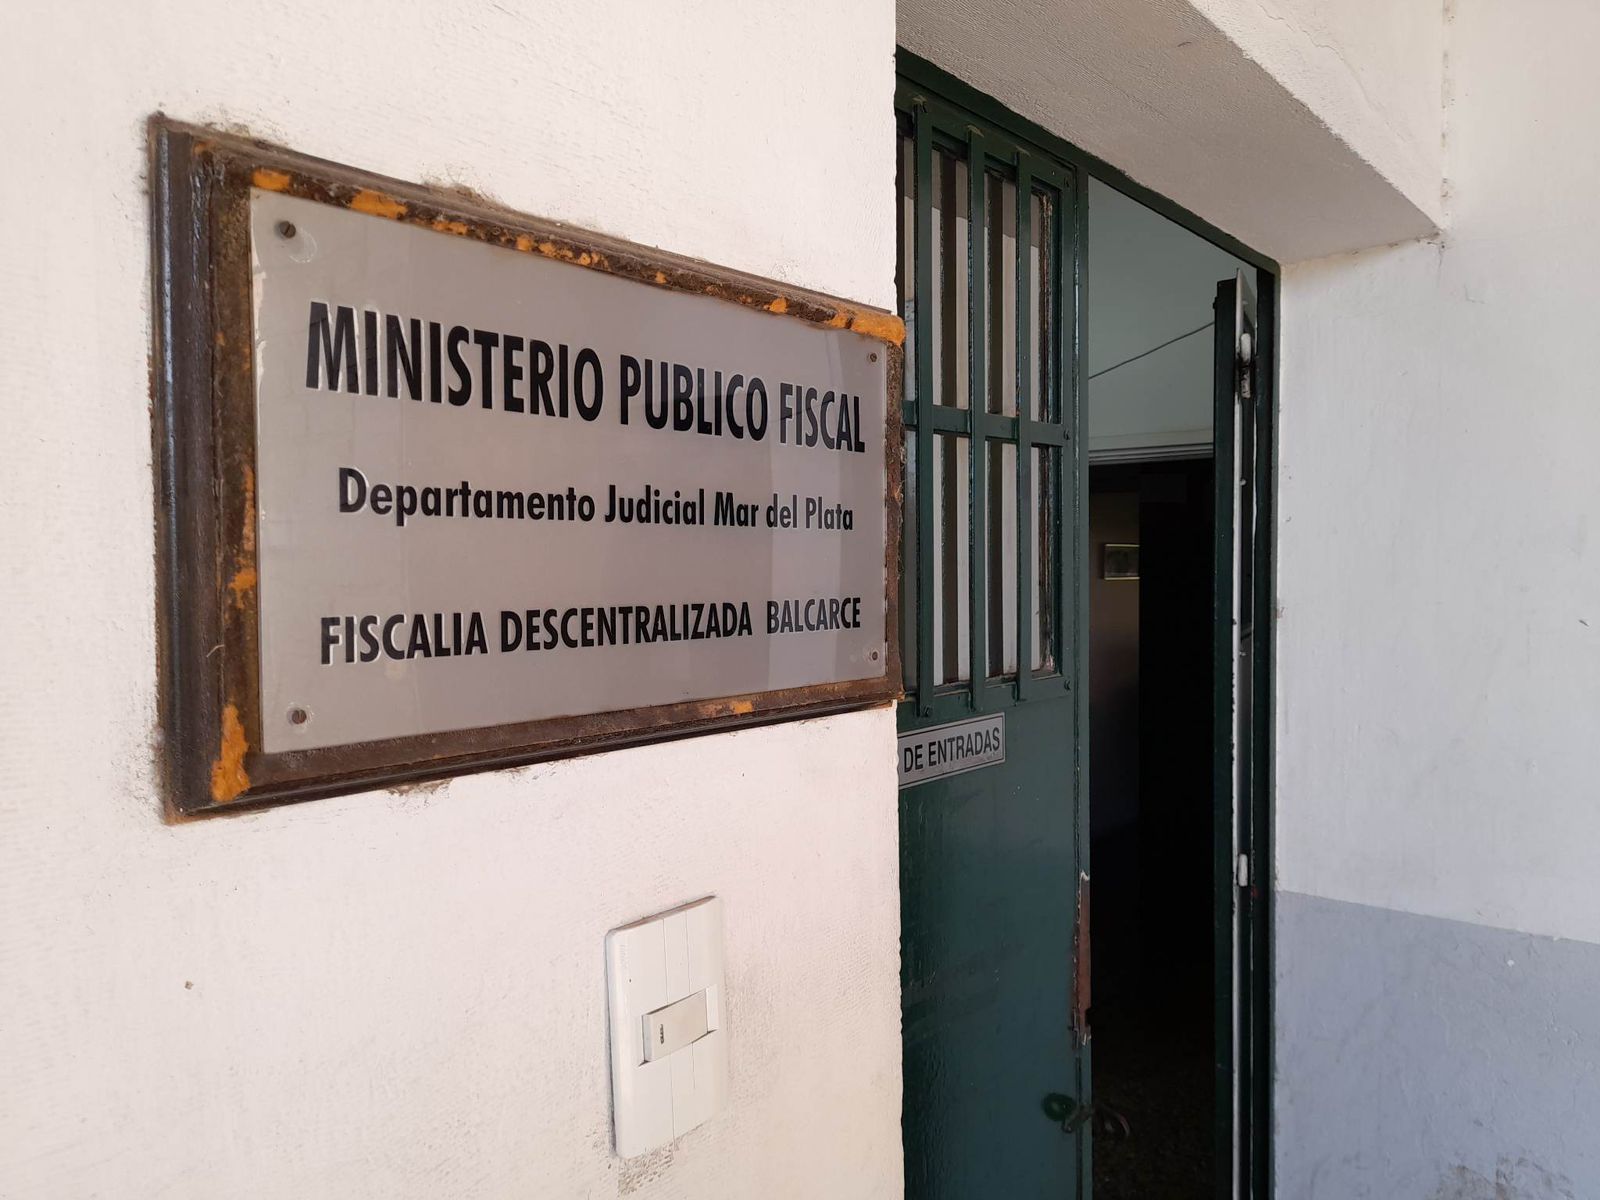 MINISTERIO PUBLICO FISCAL
Departamento Judicial Mar del Plata
FISCALIA DESCENTRALIZADA BALCARCE
DE ENTRADAS